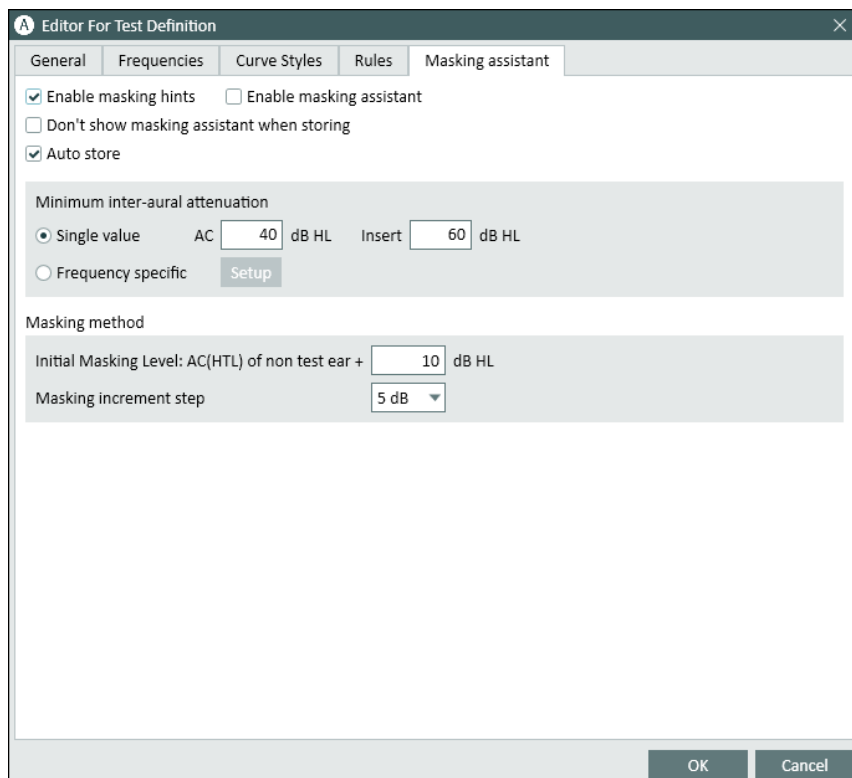 A Editor For Test Definition
General Frequencies Curve Styles Rules Masking assistant
Enable masking hints Enable masking assistant
Don't show masking assistant when storing
Auto store
Minimum inter-aural attenuation
Single value AC 40 dB HL Insert 60 dB HL
Frequency specific Setup
Masking method
Initial Masking Level: AC(HTL) of non test ear + 10 dB HL
Masking increment step 5 dB
OK Cancel